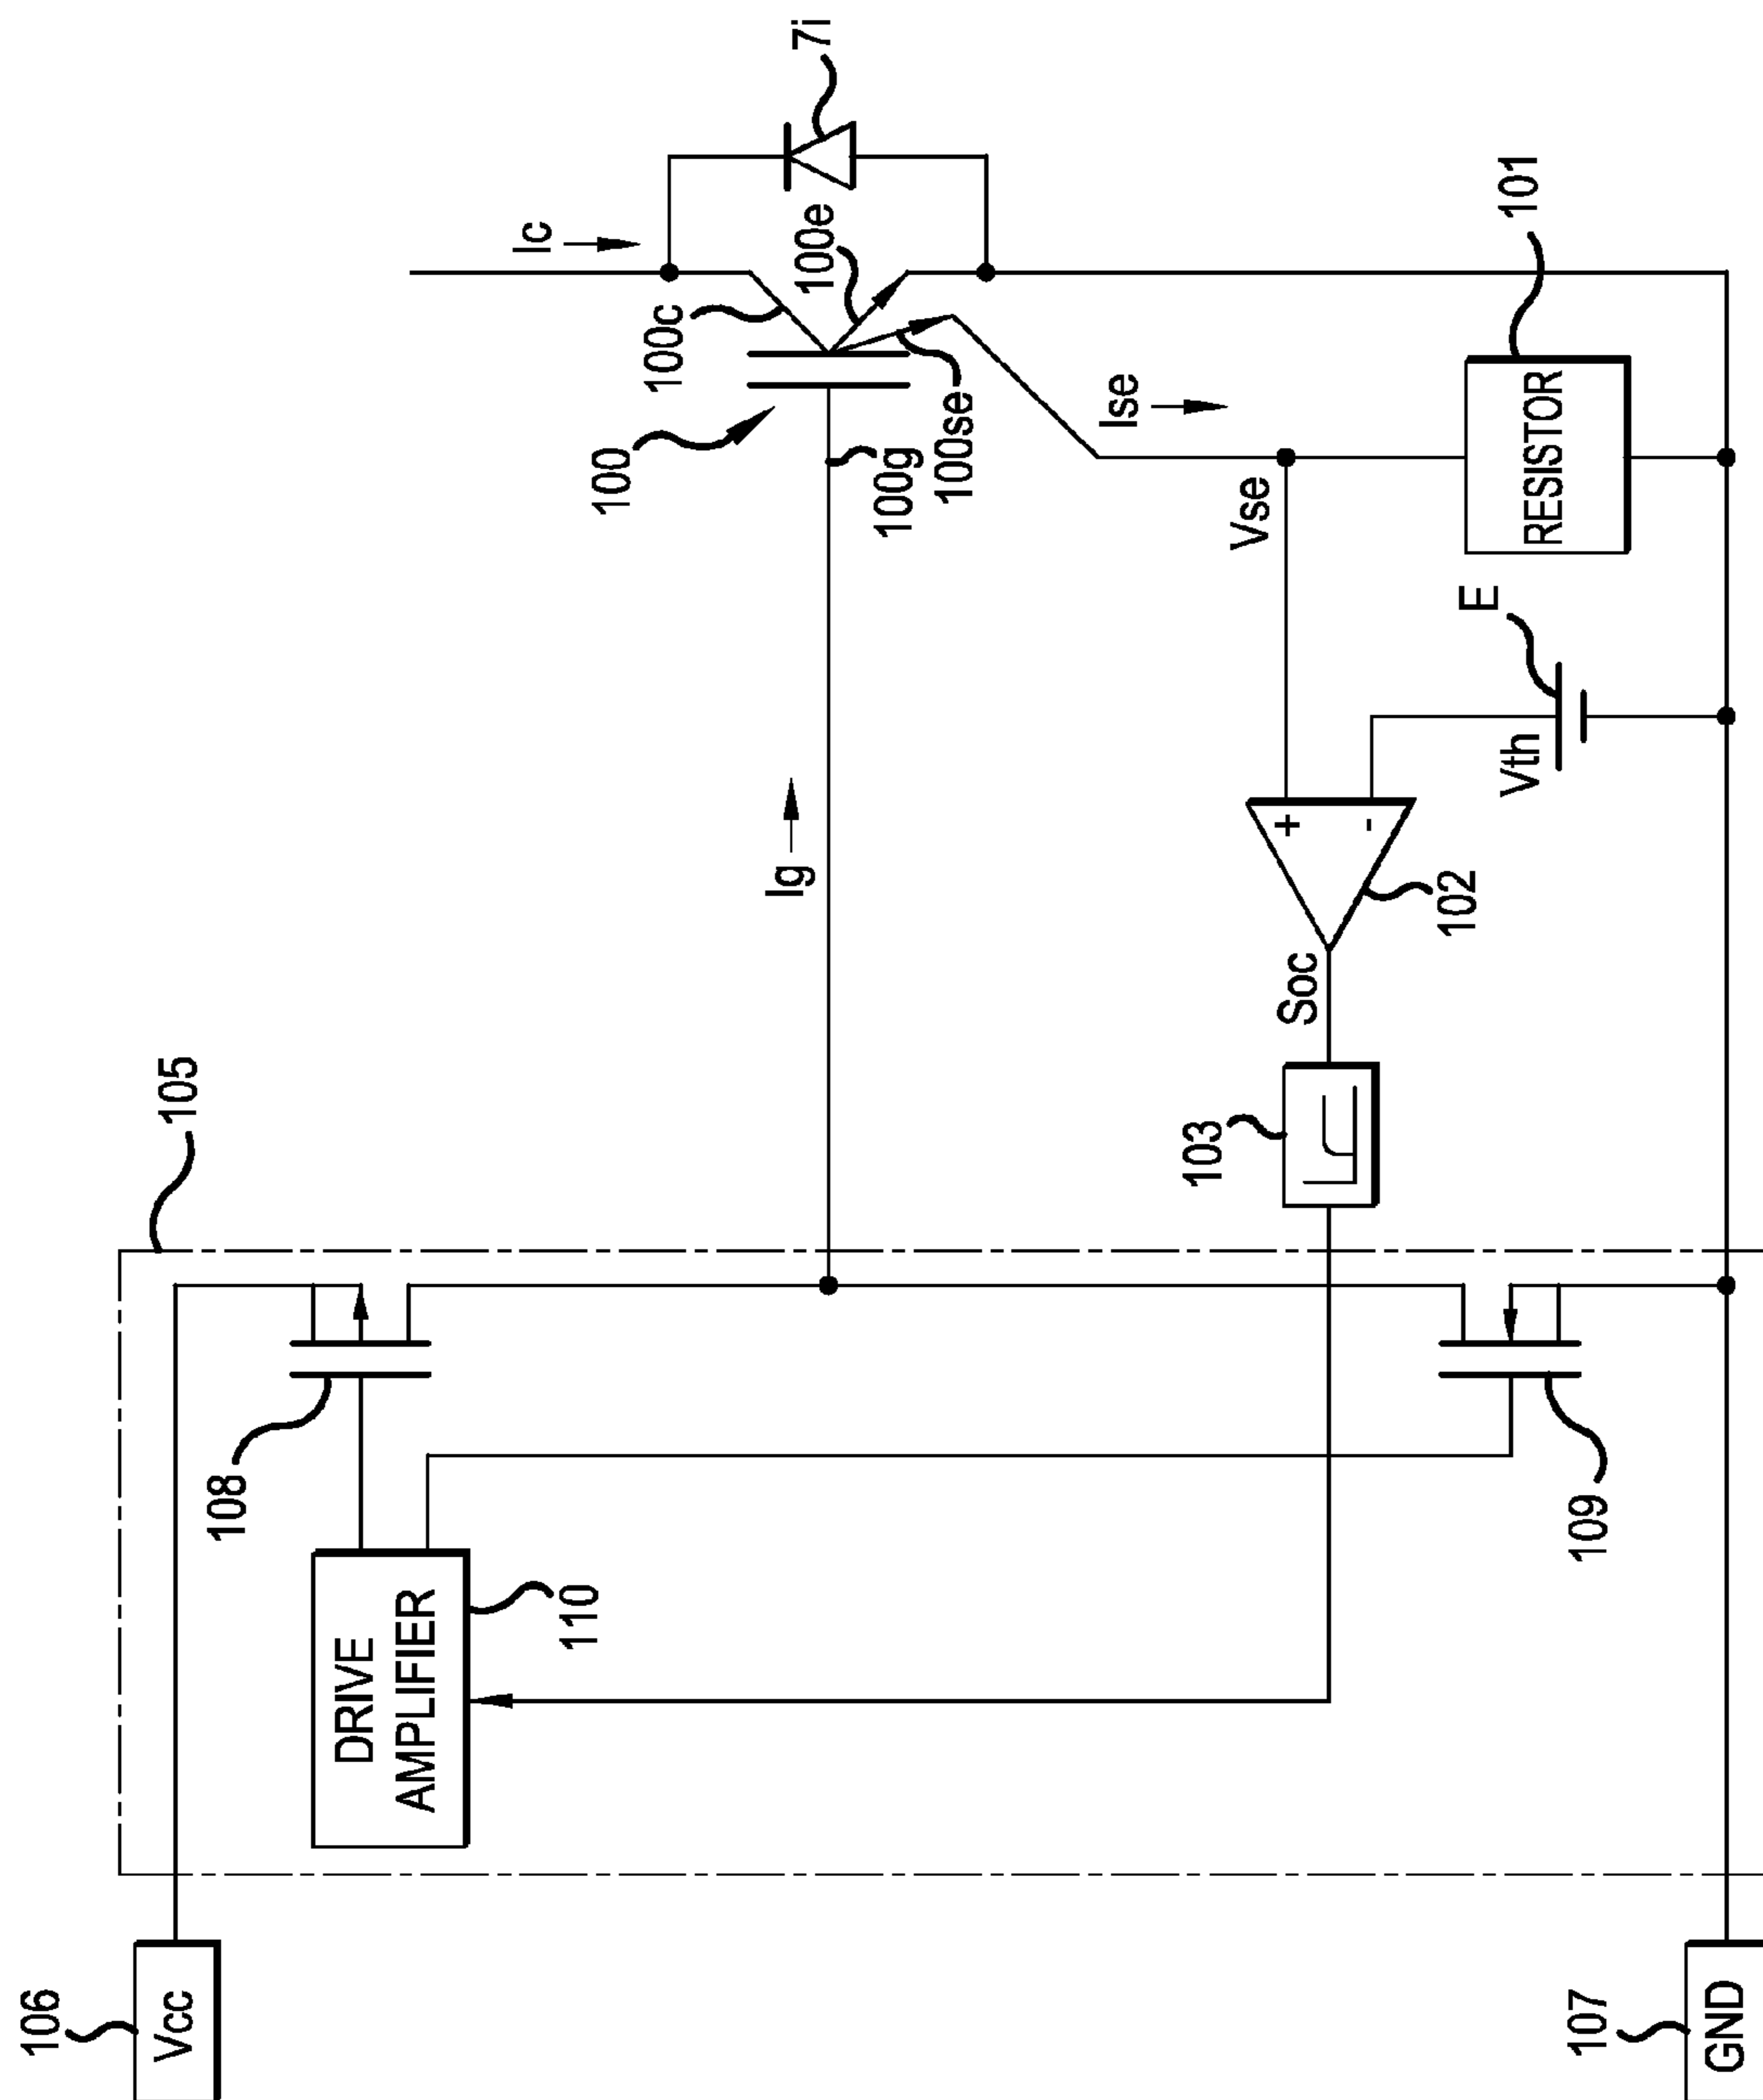 106
Vcc
105
108
DRIVE
AMPLIFIER
110
Ig
100
100c
100g
100se
100e
Ic
7i
103
Soc
102
+
-
Vse
Ise
Vth
E
RESISTOR
101
109
107
GND